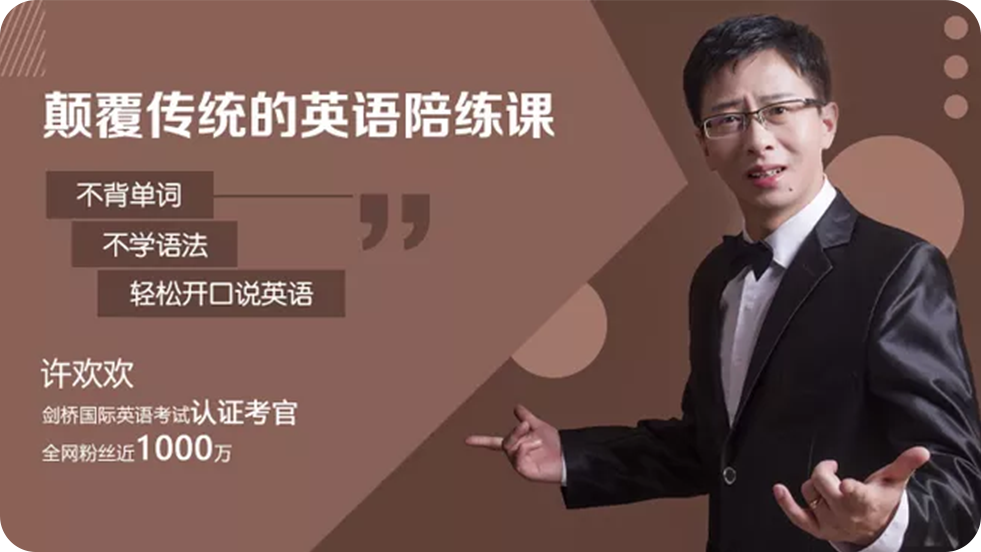 颠覆传统的英语陪练课
不背单词
不学语法
轻松开口说英语
许欢欢
剑桥国际英语考试认证考官
全网粉丝近1000万